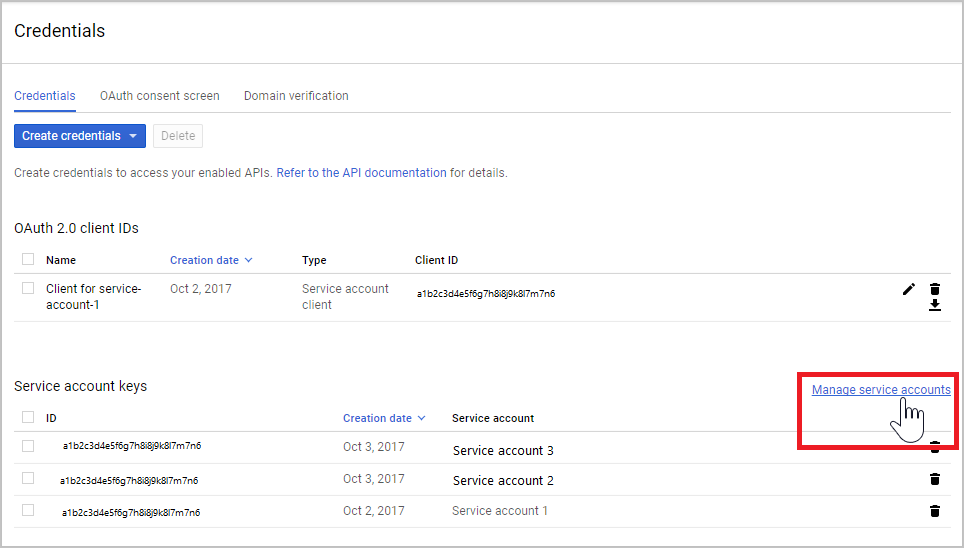 Credentials
Credentials OAuth consent screen Domain verification
Create credentials Delete
Create credentials to access your enabled APIs. Refer to the API documentation for details.
OAuth 2.0 client IDs
Name Creation date Type Client ID
Client for service- Oct 2, 2017 Service account a1b2c3d4e5f6g7h8i8j9k8l7m7n6
account-1 client
Service account keys Manage service accounts
ID Creation date Service account
a1b2c3d4e5f6g7h8i8j9k8l7m7n6 Oct 3, 2017 Service account 3
a1b2c3d4e5f6g7h8i8j9k8l7m7n6 Oct 3, 2017 Service account 2
a1b2c3d4e5f6g7h8i8j9k8l7m7n6 Oct 2, 2017 Service account 1